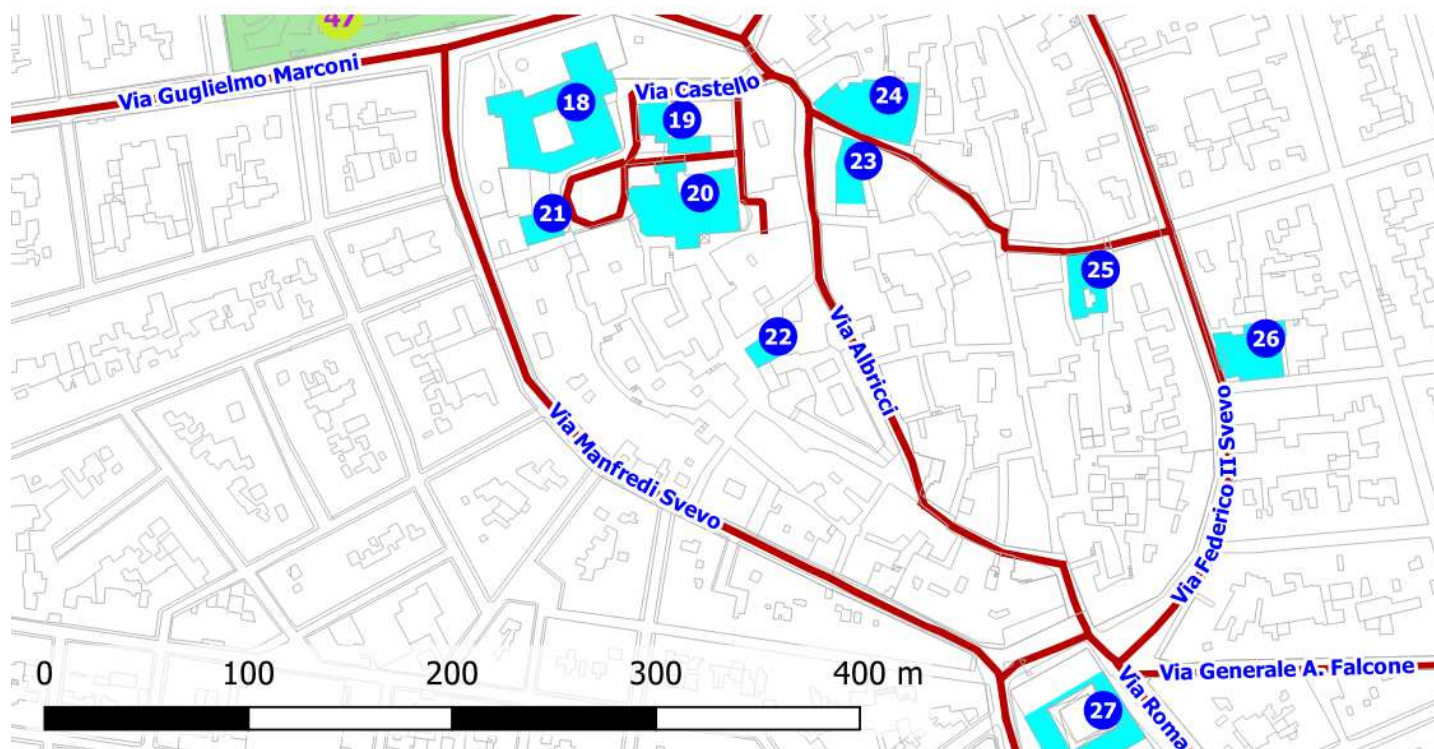 47
Via Guglielmo Marconi
Via Castello
18
19
24
23
20
21
25
22
26
Via Albricci
Via Manfredi Svevo
Via Federico II Svevo
0 100 200 300 400 m
Via Generale A. Falcone
Via Roma
27